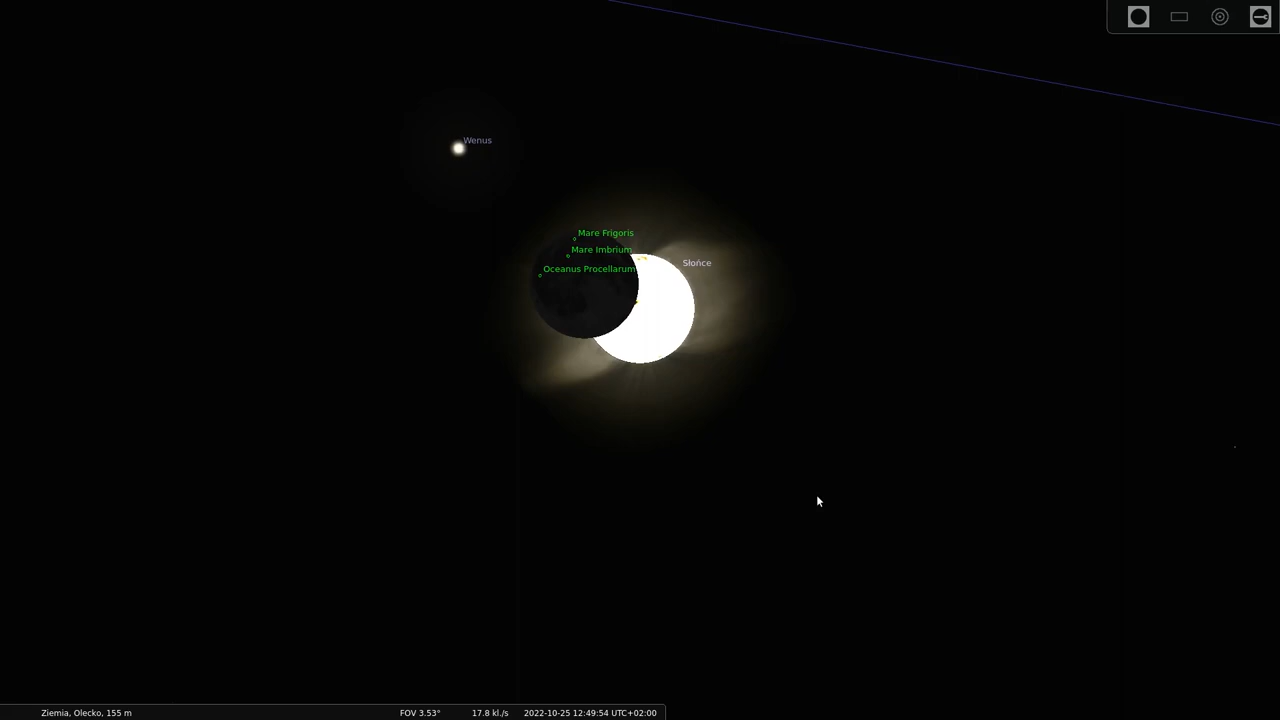 Wenus
Mare Frigoris
Mare Imbrium
Słońce
Oceanus Procellarum
Ziemia, Olecko, 155 m
FOV 3.53°
17.8 kl./s
2022-10-25 12:49:54 UTC+02:00